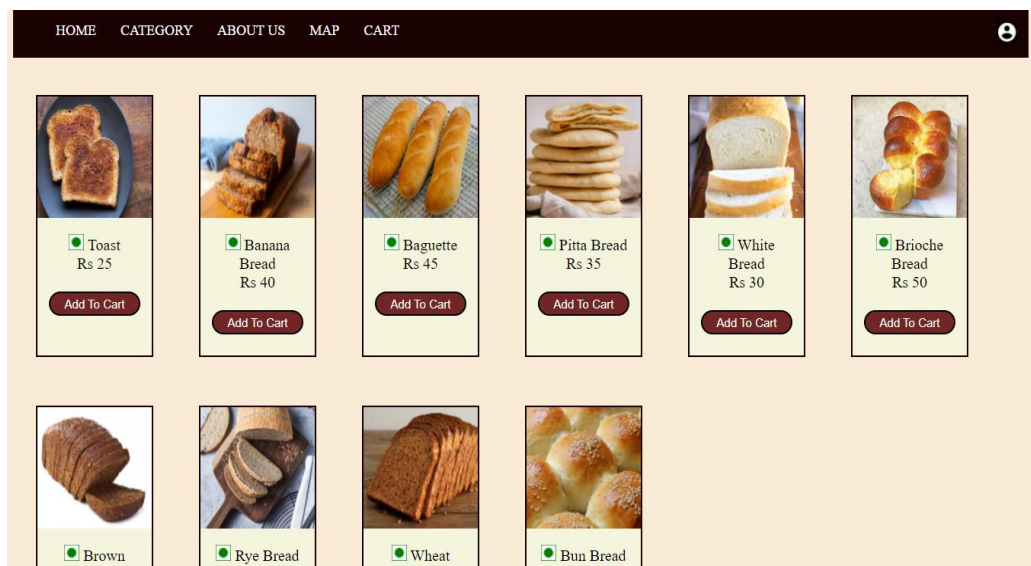 HOME CATEGORY ABOUT US MAP CART
Toast
Rs 25
Add To Cart
Banana
Bread
Rs 40
Add To Cart
Baguette
Rs 45
Add To Cart
Pitta Bread
Rs 35
Add To Cart
White
Bread
Rs 30
Add To Cart
Brioche
Bread
Rs 50
Add To Cart
Brown
Rye Bread
Wheat
Bun Bread